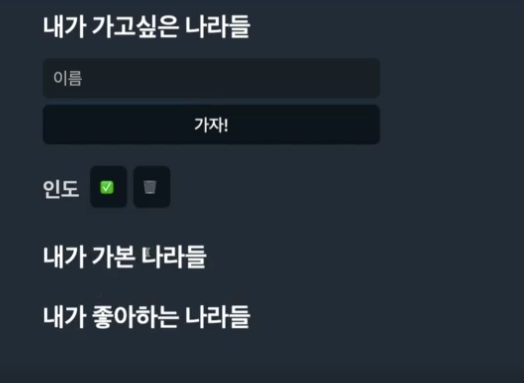 내가 가고싶은 나라들
이름
가자!
인도
내가 가본 나라들
내가 좋아하는 나라들